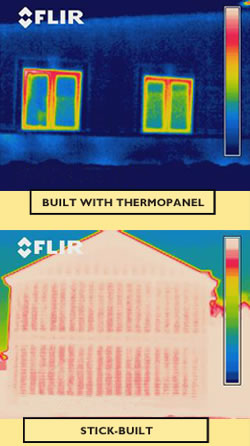 FLIR
BUILT WITH THERMOPANEL
FLIR
STICK-BUILT